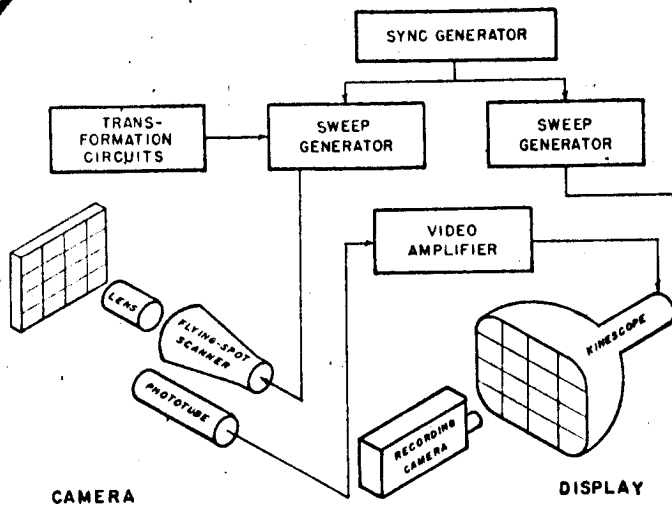 SYNC GENERATOR
TRANS-
FORMATION
CIRCUITS
SWEEP
GENERATOR
SWEEP
GENERATOR
VIDEO
AMPLIFIER
LENS
FLYING-SPOT
SCANNER
PHOTOTUBE
KINESCOPE
RECORDING
CAMERA
CAMERA
DISPLAY